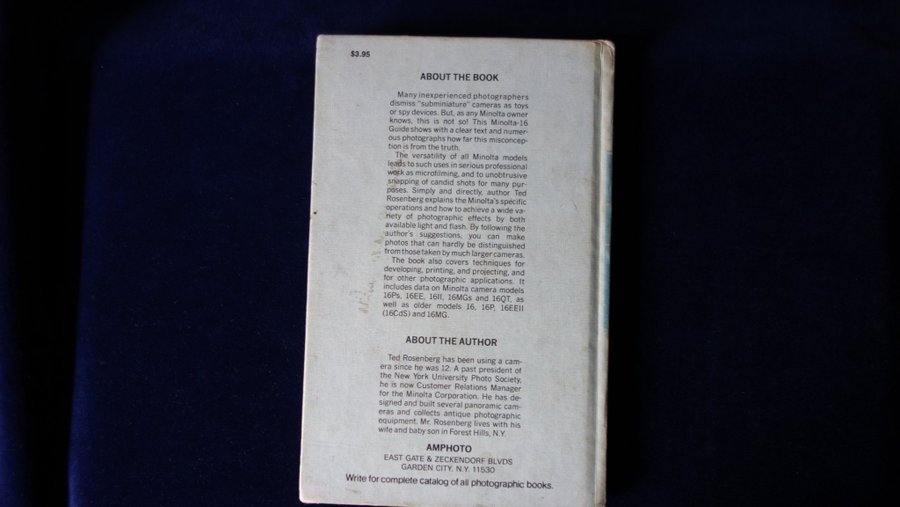 $3.95
ABOUT THE BOOK
Many inexperienced photographers
dismiss "subminiature" cameras as toys
or spy devices. But, as any Minolta owner
knows, this is not so! This Minolta-16
Guide shows with a clear text and numer-
ous photographs how far this misconcep-
tion is from the truth.
The versatility of all Minolta models
leads to such uses in serious professional
work as microfilming, and to unobtrusive
snapping of candid shots for many pur-
poses. Simply and directly, author Ted
Rosenberg explains the Minolta's specific
operations and how to achieve a wide va-
riety of photographic effects by both
available light and flash. By following the
author's suggestions, you can make
photos that can hardly be distinguished
from those taken by much larger cameras.
The book also covers techniques for
developing, printing, and projecting, and
for other photographic applications. It
includes data on Minolta camera models
16Ps, 16EE, 16II, 16MGs and 16QT, as
well as older models 16, 16P, 16EEII
(16CdS) and 16MG.
ABOUT THE AUTHOR
Ted Rosenberg has been using a cam-
era since he was 12. A past president of
the New York University Photo Society,
he is now Customer Relations Manager
for the Minolta Corporation. He has de-
signed and built several panoramic cam-
eras and collects antique photographic
equipment. Mr. Rosenberg lives with his
wife and baby son in Forest Hills, N.Y.
AMPHOTO
EAST GATE & ZECKENDORF BLVDS
GARDEN CITY, N.Y. 11530
Write for complete catalog of all photographic books.